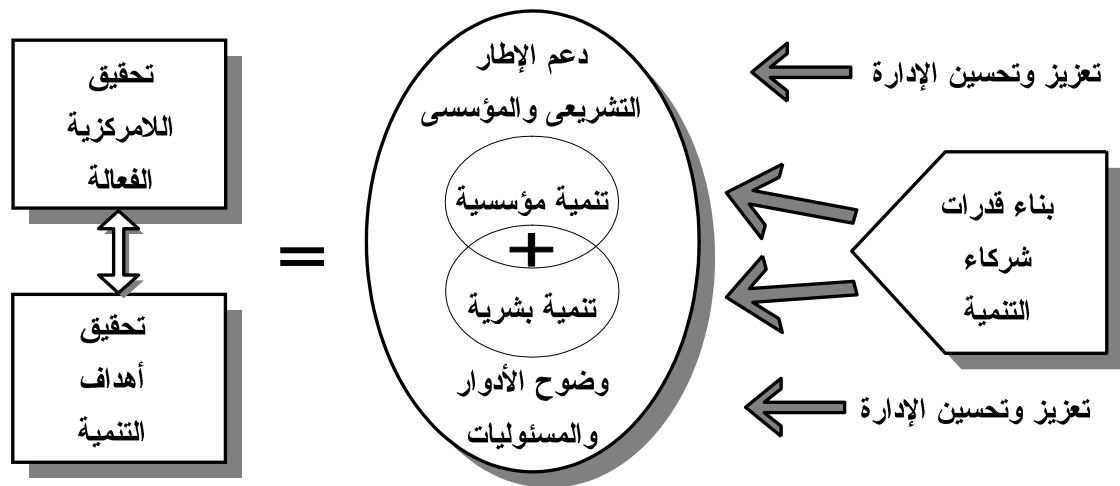 تعزيز وتحسين الإدارة
بناء قدرات
شركاء
التنمية
تعزيز وتحسين الإدارة
دعم الإطار
التشريعى والمؤسسى
تنمية مؤسسية
+
تنمية بشرية
وضوح الأدوار
والمسئوليات
=
تحقيق
اللامركزية
الفعالة
تحقيق
أهداف
التنمية